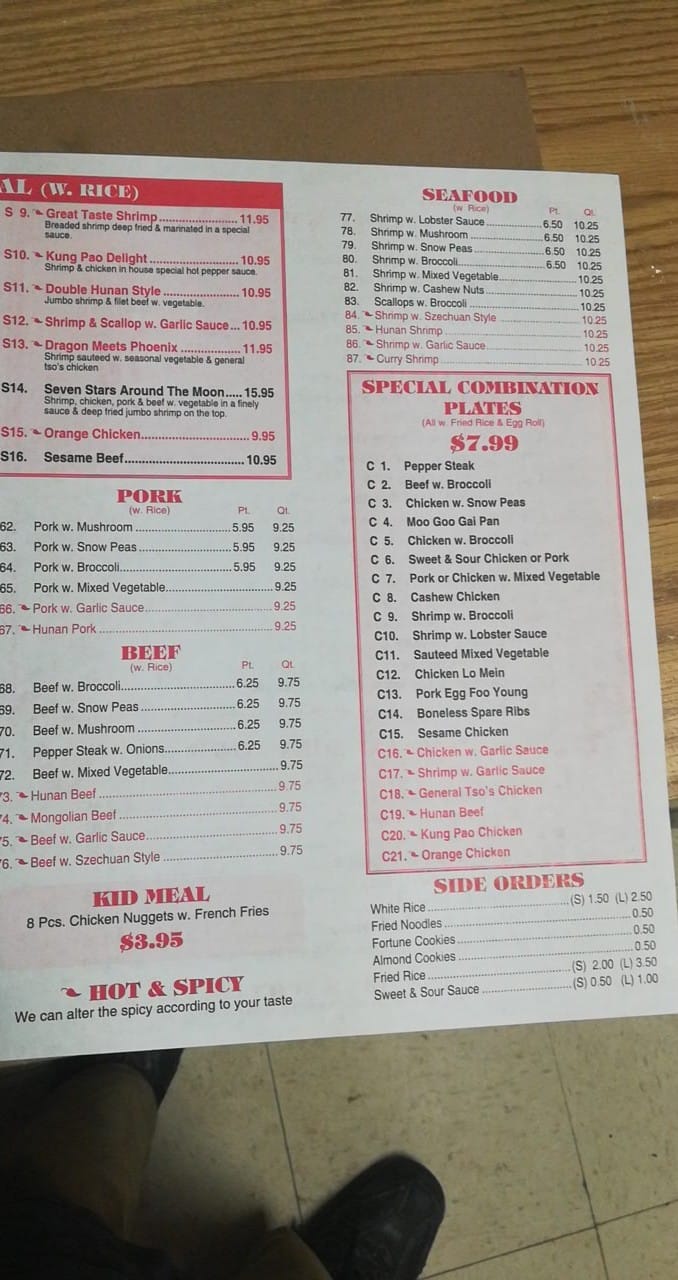 AL (W. RICE)
S 9. Great Taste Shrimp 11.95
Breaded shrimp deep fried & marinated in a special
sauce.
S10. Kung Pao Delight 10.95
Shrimp & chicken in house special hot pepper sauce.
S11. Double Hunan Style 10.95
Jumbo shrimp & filet beef w. vegetable.
S12. Shrimp & Scallop w. Garlic Sauce... 10.95
S13. Dragon Meets Phoenix 11.95
Shrimp sauteed w. seasonal vegetable & general
tso's chicken
S14. Seven Stars Around The Moon..... 15.95
Shrimp, chicken, pork & beef w. vegetable in a finely
sauce & deep fried jumbo shrimp on the top.
S15. Orange Chicken 9.95
S16. Sesame Beef 10.95
PORK
(w. Rice) Pt. Qt.
62. Pork w. Mushroom 5.95 9.25
63. Pork w. Snow Peas 5.95 9.25
64. Pork w. Broccoli 5.95 9.25
65. Pork w. Mixed Vegetable 9.25
66. Pork w. Garlic Sauce 9.25
67. Hunan Pork 9.25
BEEF
(w. Rice) Pt. Qt.
68. Beef w. Broccoli 6.25 9.75
69. Beef w. Snow Peas 6.25 9.75
70. Beef w. Mushroom 6.25 9.75
71. Pepper Steak w. Onions 6.25 9.75
72. Beef w. Mixed Vegetable 9.75
73. Hunan Beef 9.75
74. Mongolian Beef 9.75
75. Beef w. Garlic Sauce 9.75
76. Beef w. Szechuan Style 9.75
KID MEAL
8 Pcs. Chicken Nuggets w. French Fries
$3.95
HOT & SPICY
We can alter the spicy according to your taste
SEAFOOD
(w. Rice) Pt. Qt.
77. Shrimp w. Lobster Sauce 6.50 10.25
78. Shrimp w. Mushroom 6.50 10.25
79. Shrimp w. Snow Peas 6.50 10.25
80. Shrimp w. Broccoli 6.50 10.25
81. Shrimp w. Mixed Vegetable 10.25
82. Shrimp w. Cashew Nuts 10.25
83. Scallops w. Broccoli 10.25
84. Shrimp w. Szechuan Style 10.25
85. Hunan Shrimp 10.25
86. Shrimp w. Garlic Sauce 10.25
87. Curry Shrimp 10.25
SPECIAL COMBINATION
PLATES
(All w. Fried Rice & Egg Roll)
$7.99
C 1. Pepper Steak
C 2. Beef w. Broccoli
C 3. Chicken w. Snow Peas
C 4. Moo Goo Gai Pan
C 5. Chicken w. Broccoli
C 6. Sweet & Sour Chicken or Pork
C 7. Pork or Chicken w. Mixed Vegetable
C 8. Cashew Chicken
C 9. Shrimp w. Broccoli
C10. Shrimp w. Lobster Sauce
C11. Sauteed Mixed Vegetable
C12. Chicken Lo Mein
C13. Pork Egg Foo Young
C14. Boneless Spare Ribs
C15. Sesame Chicken
C16. Chicken w. Garlic Sauce
C17. Shrimp w. Garlic Sauce
C18. General Tso's Chicken
C19. Hunan Beef
C20. Kung Pao Chicken
C21. Orange Chicken
SIDE ORDERS
White Rice (S) 1.50 (L) 2.50
Fried Noodles 0.50
Fortune Cookies 0.50
Almond Cookies 0.50
Fried Rice (S) 2.00 (L) 3.50
Sweet & Sour Sauce (S) 0.50 (L) 1.00